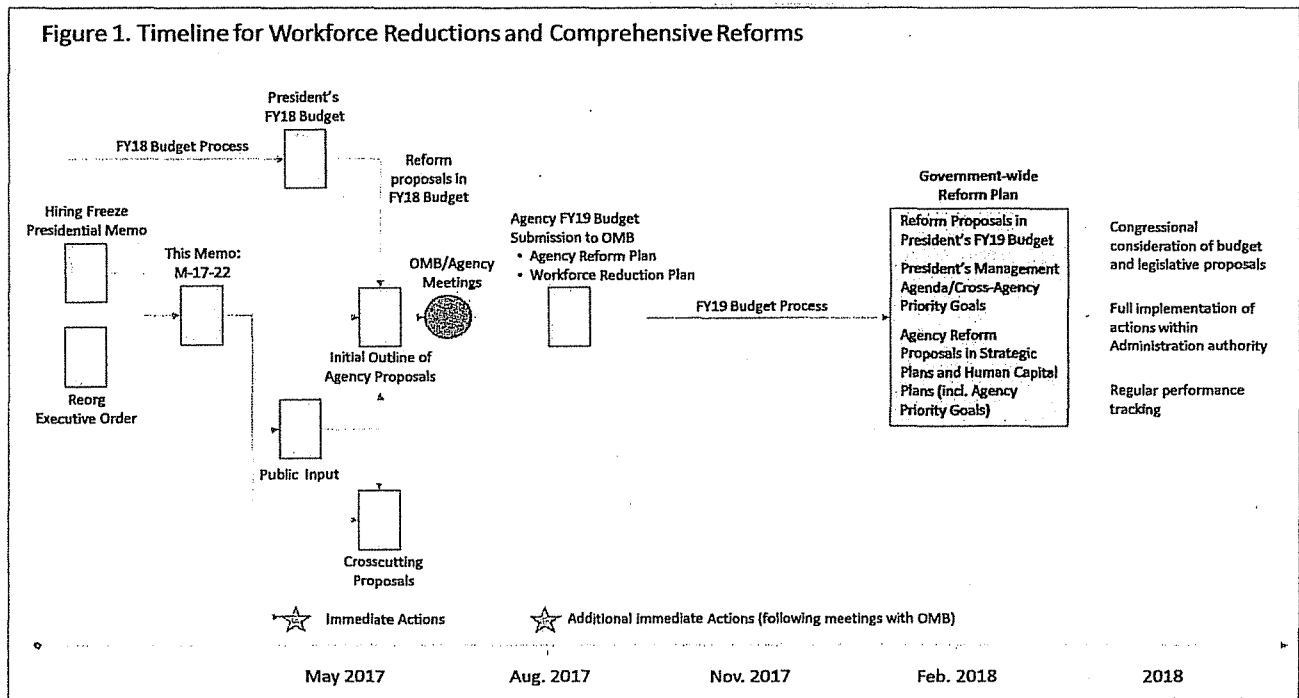 Figure 1. Timeline for Workforce Reductions and Comprehensive Reforms
President's
FY18 Budget
FY18 Budget Process
Reform
proposals in
FY18 Budget
Hiring Freeze
Presidential Memo
This Memo:
M-17-22
Reorg
Executive Order
OMB/Agency
Meetings
Initial Outline of
Agency Proposals
Public Input
Crosscutting
Proposals
Agency FY19 Budget
Submission to OMB
• Agency Reform Plan
• Workforce Reduction Plan
FY19 Budget Process
Government-wide
Reform Plan
Reform Proposals in
President's FY19 Budget
President's Management
Agenda/Cross-Agency
Priority Goals
Agency Reform
Proposals in Strategic
Plans and Human Capital
Plans (incl. Agency
Priority Goals)
Congressional
consideration of budget
and legislative proposals
Full implementation of
actions within
Administration authority
Regular performance
tracking
Immediate Actions
Additional Immediate Actions (following meetings with OMB)
May 2017
Aug. 2017
Nov. 2017
Feb. 2018
2018